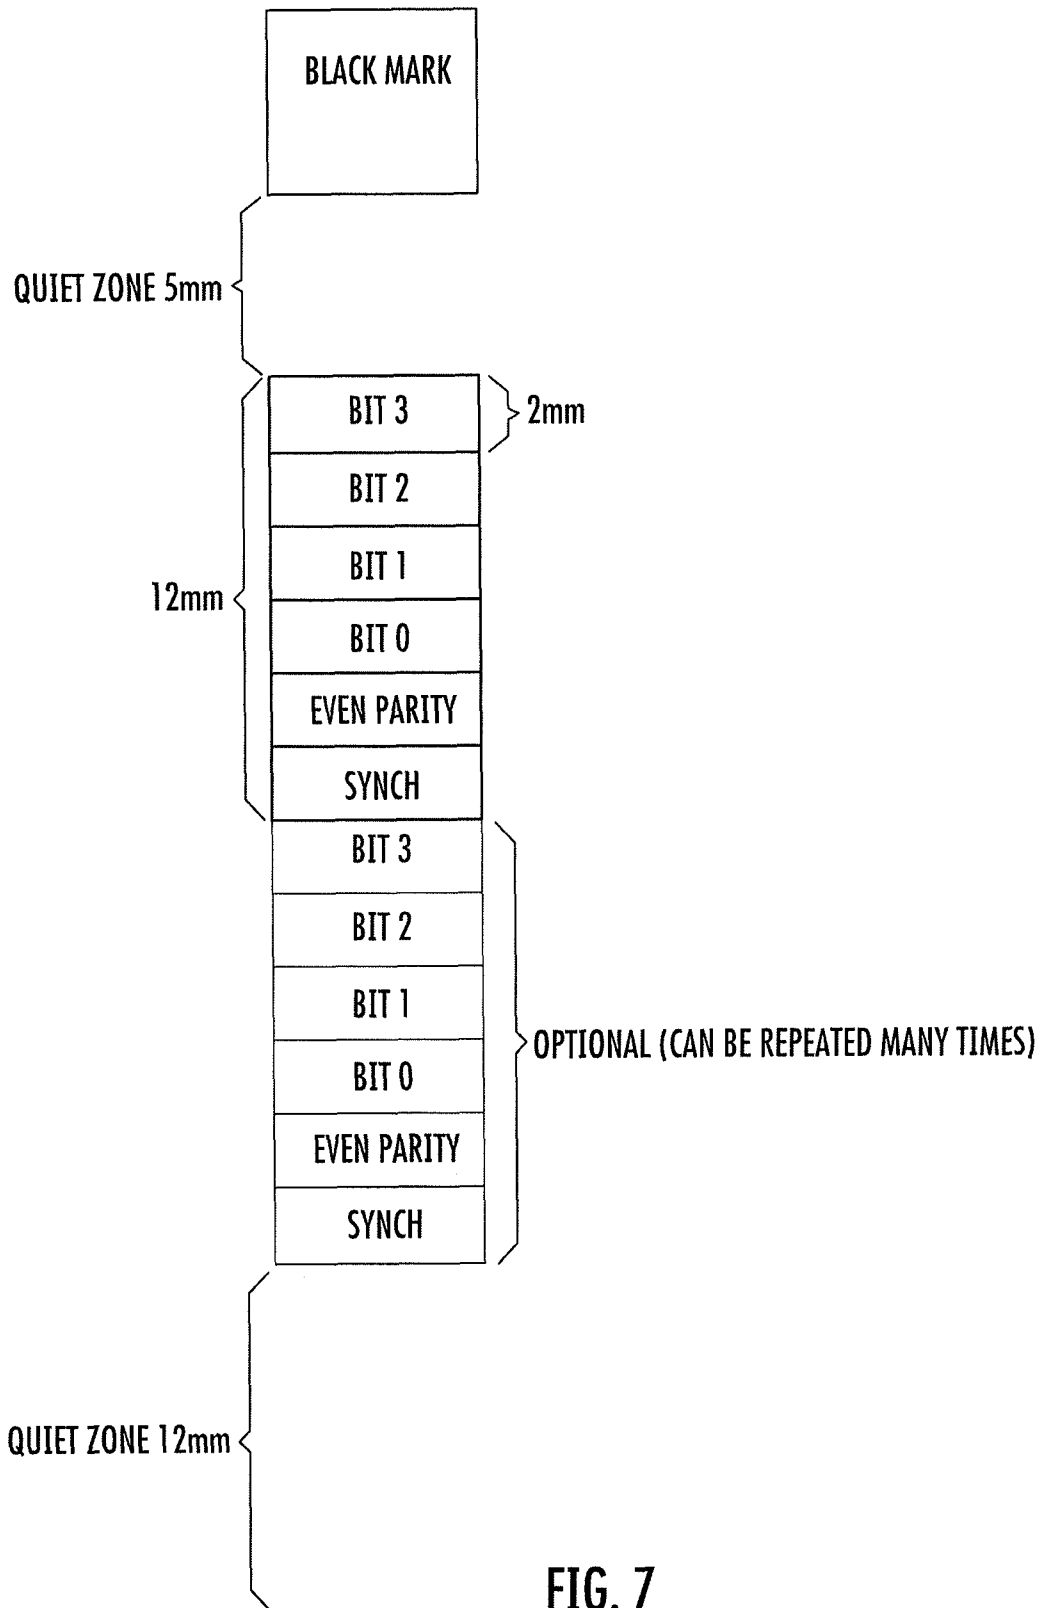 BLACK MARK
QUIET ZONE 5mm
BIT 3
2mm
BIT 2
BIT 1
12mm
BIT 0
EVEN PARITY
SYNCH
BIT 3
BIT 2
BIT 1
OPTIONAL (CAN BE REPEATED MANY TIMES)
BIT 0
EVEN PARITY
SYNCH
QUIET ZONE 12mm
FIG. 7